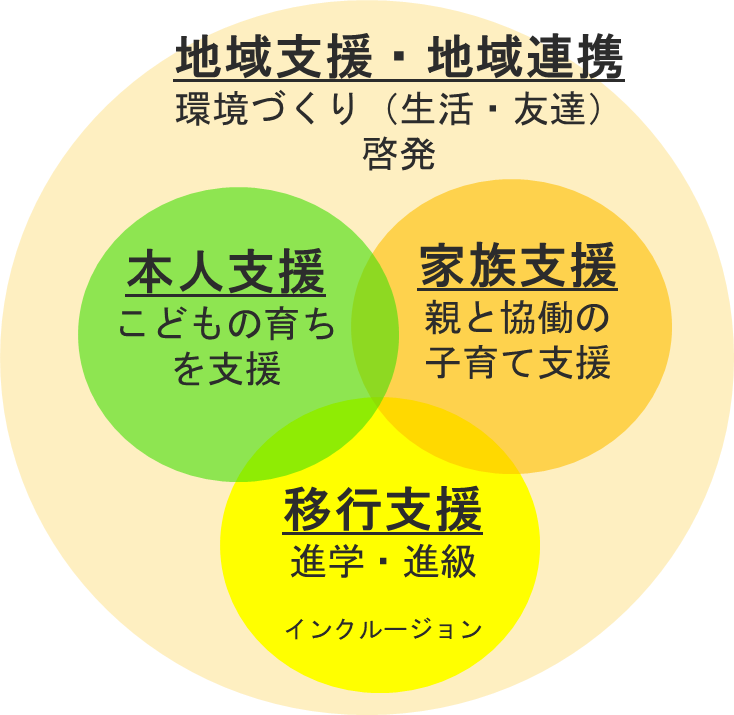 地域支援・地域連携
環境づくり（生活・友達）
啓発
本人支援
こどもの育ち
を支援
家族支援
親と協働の
子育て支援
移行支援
進学・進級
インクルージョン